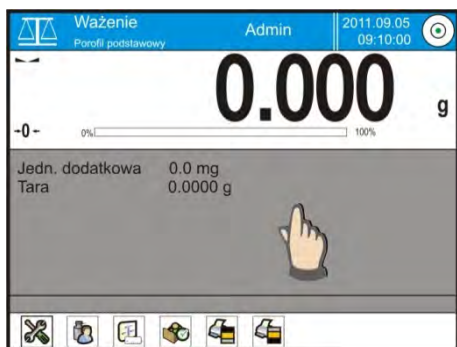 Ważenie Admin 2011.09.05
Porofil podstawowy 09:10:00
0.000 g
→0← 0% 100%
Jedn. dodatkowa 0.0 mg
Tara 0.0000 g